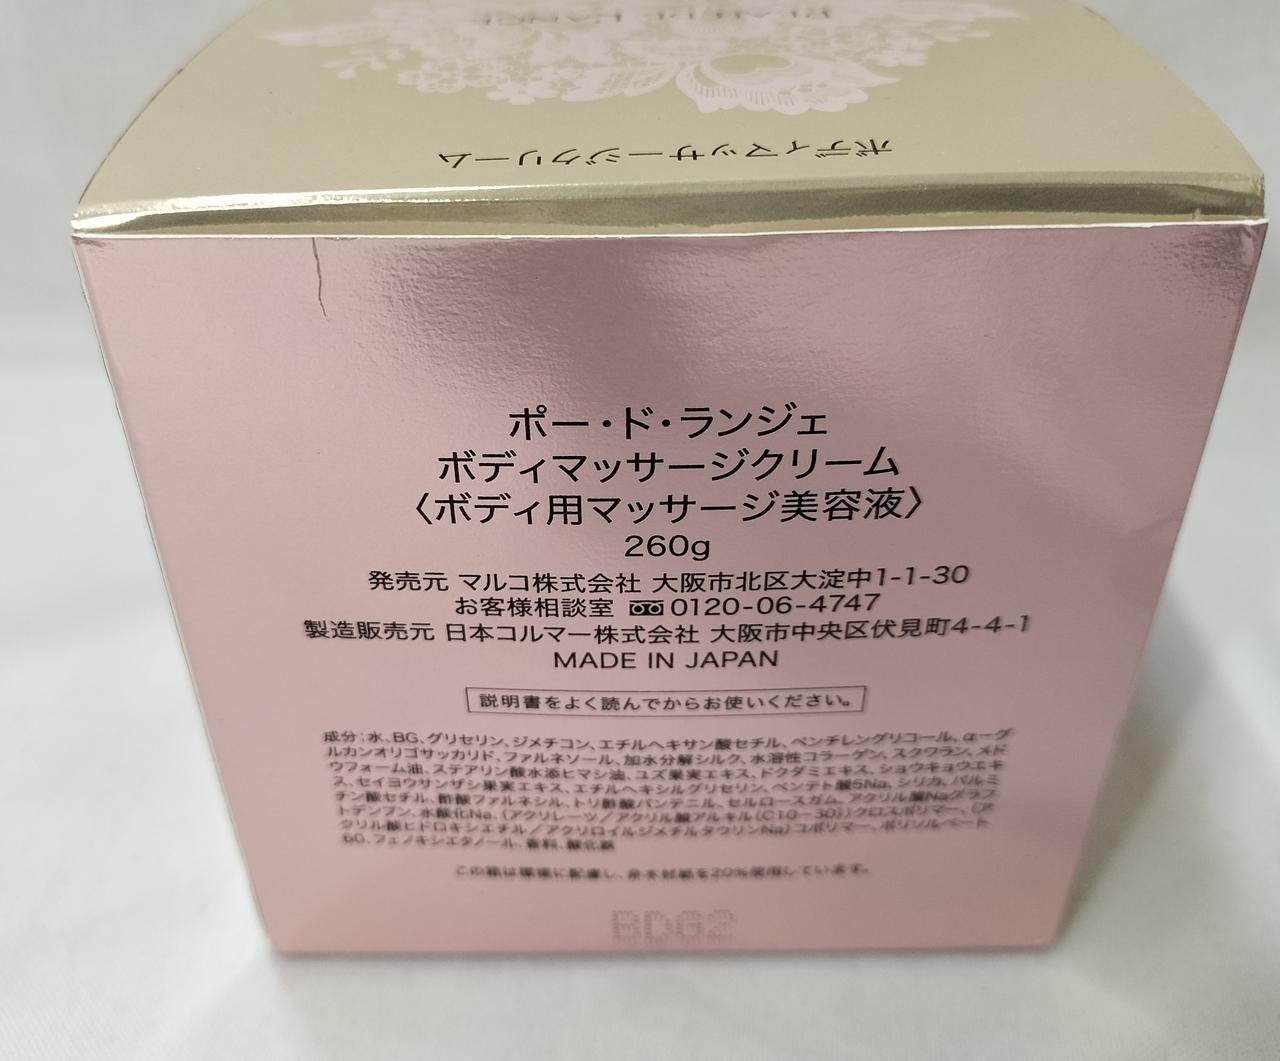 ボディマッサージクリーム
ポー・ド・ランジェ
ボディマッサージクリーム
〈ボディ用マッサージ美容液〉
260g
発売元 マルコ株式会社 大阪市北区大淀中1-1-30
お客様相談室 0120-06-4747
製造販売元 日本コルマー株式会社 大阪市中央区伏見町4-4-1
MADE IN JAPAN
説明書をよく読んでからお使いください。
成分:水、BG、グリセリン、ジメチコン、エチルヘキサン酸セチル、ペンチレングリコール、α-グ
ルカンオリゴサッカリド、ファルネソール、加水分解シルク、水溶性コラーゲン、スクワラン、メド
ウフォーム油、ステアリン酸水添ヒマシ油、ユズ果実エキス、ドクダミエキス、ショウキョウエキ
ス、セイヨウサンザシ果実エキス、エチルヘキシルグリセリン、ペンテト酸5Na、シリカ、パルミ
チン酸セチル、酢酸ファルネシル、トリ酢酸パンテニル、セルロースガム、アクリル酸Naグラフ
トデンプン、水酸化Na、(アクリレーツ/アクリル酸アルキル(C10-30))クロスポリマー、(ア
クリル酸ヒドロキシエチル/アクリロイルジメチルタウリンNa)コポリマー、ポリソルベート
60、フェノキシエタノール、香料、酸化鉄
この箱は環境に配慮し、非木材紙を20%使用しています。
BDG2